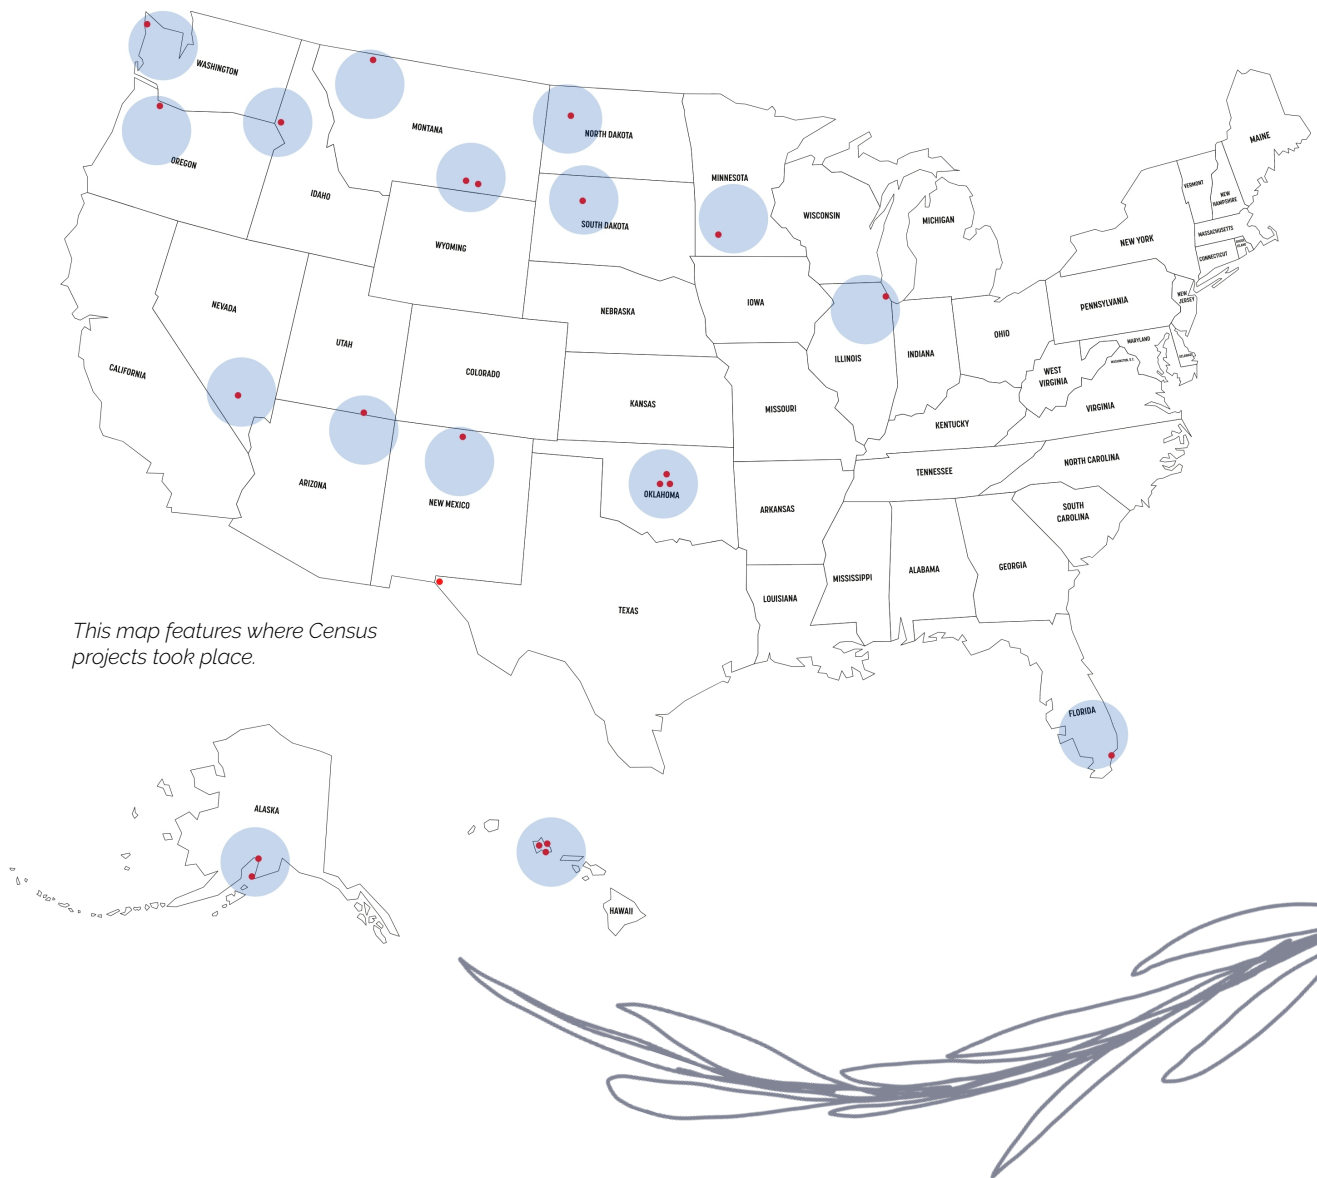 WASHINGTON
MONTANA
NORTH DAKOTA
MAINE
OREGON
MINNESOTA
VERMONT
IDAHO
NEW
HAMPSHIRE
WISCONSIN
MICHIGAN
SOUTH DAKOTA
MASSACHUSETTS
NEW YORK
WYOMING
CONNECTICUT
NEW
JERSEY
NEVADA
IOWA
PENNSYLVANIA
NEBRASKA
OHIO
MARYLAND
UTAH
ILLINOIS
INDIANA
CALIFORNIA
COLORADO
WEST
VIRGINIA
KANSAS
MISSOURI
VIRGINIA
KENTUCKY
NORTH CAROLINA
TENNESSEE
ARIZONA
OKLAHOMA
NEW MEXICO
ARKANSAS
SOUTH
CAROLINA
GEORGIA
ALABAMA
MISSISSIPPI
LOUISIANA
TEXAS
This map features where Census
projects took place.
FLORIDA
ALASKA
HAWAII